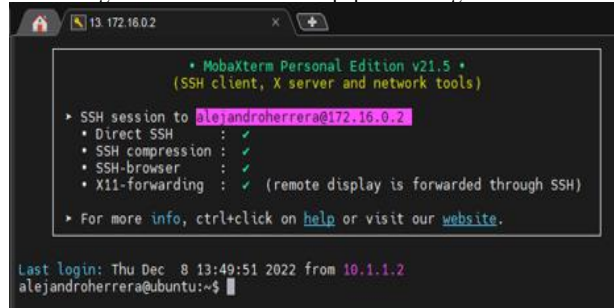 13. 172.16.0.2
• MobaXterm Personal Edition v21.5 •
(SSH client, X server and network tools)
➤ SSH session to alejandroherrera@172.16.0.2
• Direct SSH : ✓
• SSH compression : ✓
• SSH-browser : ✓
• X11-forwarding : ✓ (remote display is forwarded through SSH)
➤ For more info, ctrl+click on help or visit our website.
Last login: Thu Dec 8 13:49:51 2022 from 10.1.1.2
alejandroherrera@ubuntu:~$